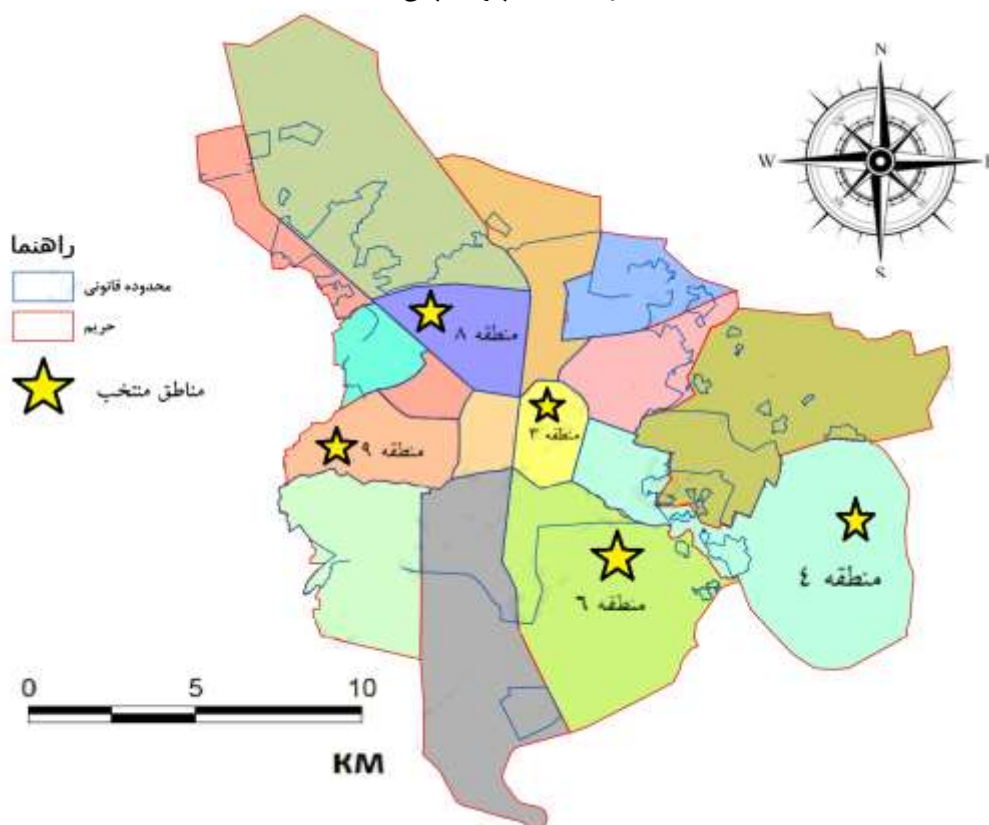 N
W
E
S
راهنما
محدوده قانونی
حریم
مناطق منتخب
منطقه ۸
منطقه ۳
منطقه ۹
منطقه ٤
منطقه ٦
0 5 10
KM